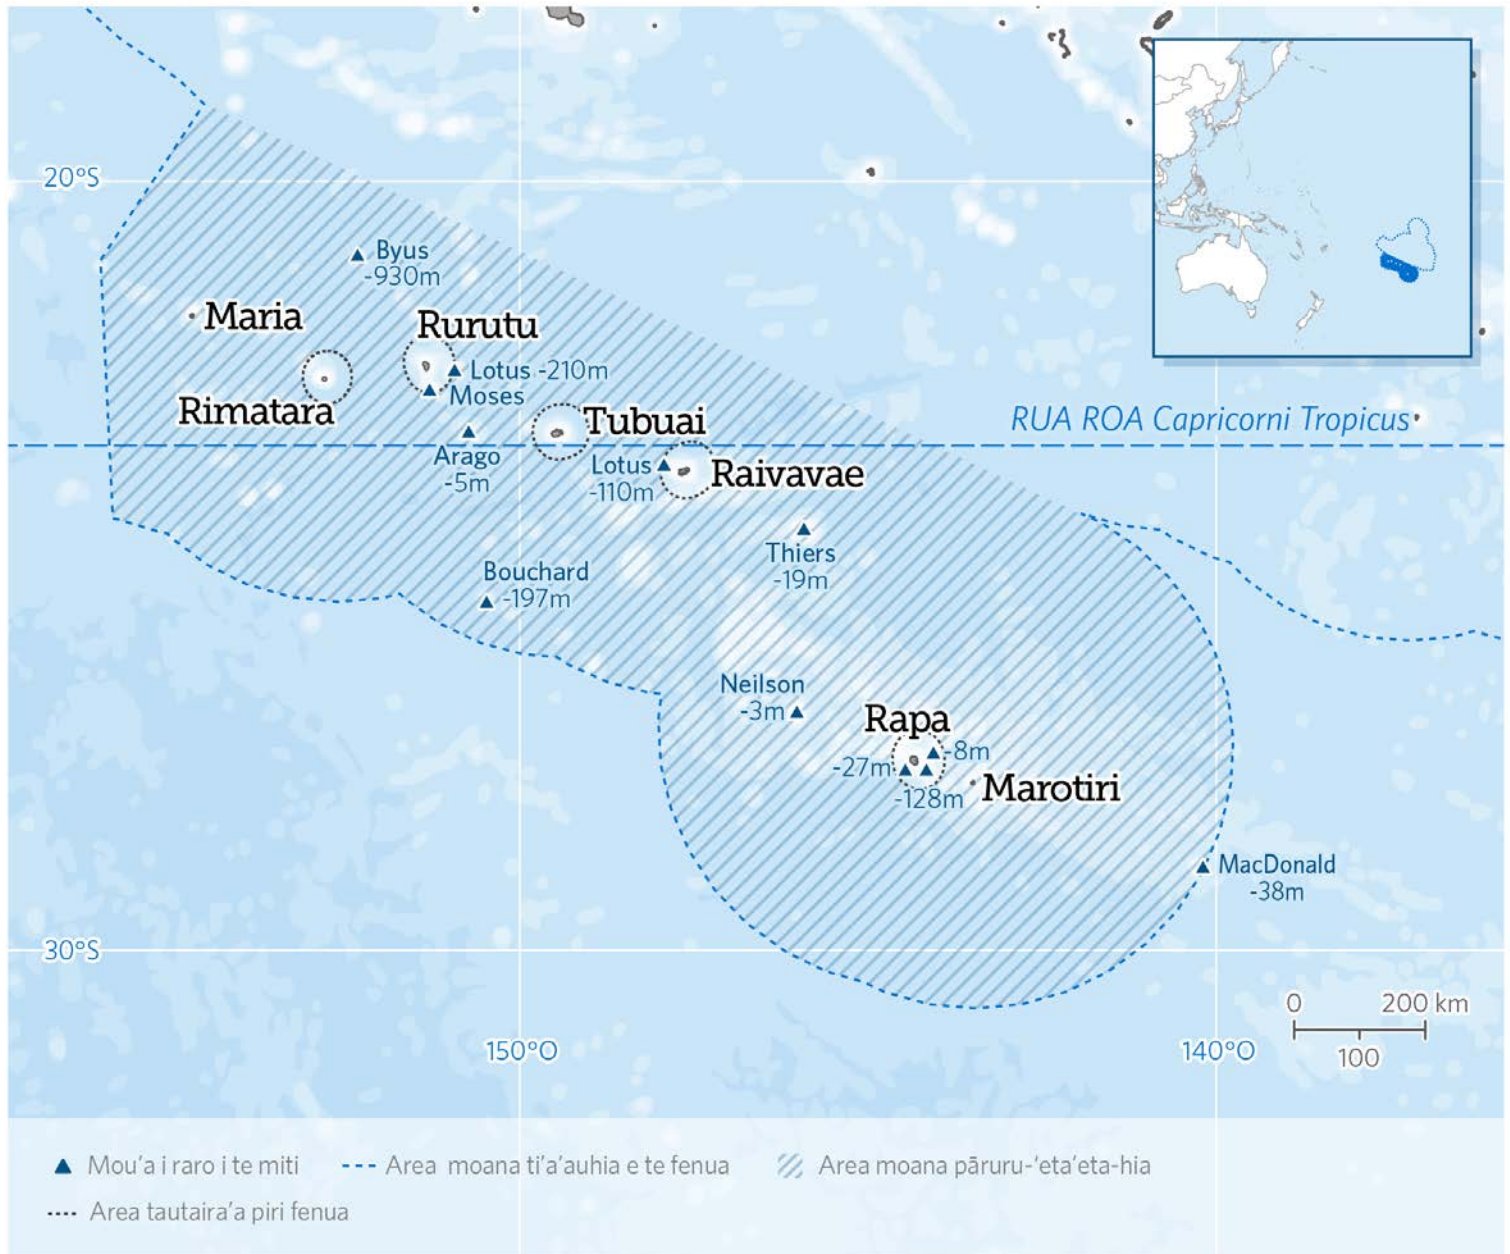 20°S
Byus
-930m
Maria
Rurutu
Lotus -210m
Moses
Rimatara
Tubuai
RUA ROA Capricorni Tropicus
Arago
-5m
Lotus
-110m
Raivavae
Thiers
-19m
Bouchard
-197m
Neilson
-3m
Rapa
-8m
-27m
-128m
Marotiri
MacDonald
-38m
30°S
0 200 km
100
150°O
140°O
Mou'a i raro i te miti
Area moana ti'a'auhia e te fenua
Area moana pāruru-'eta'eta-hia
Area tautaira'a piri fenua